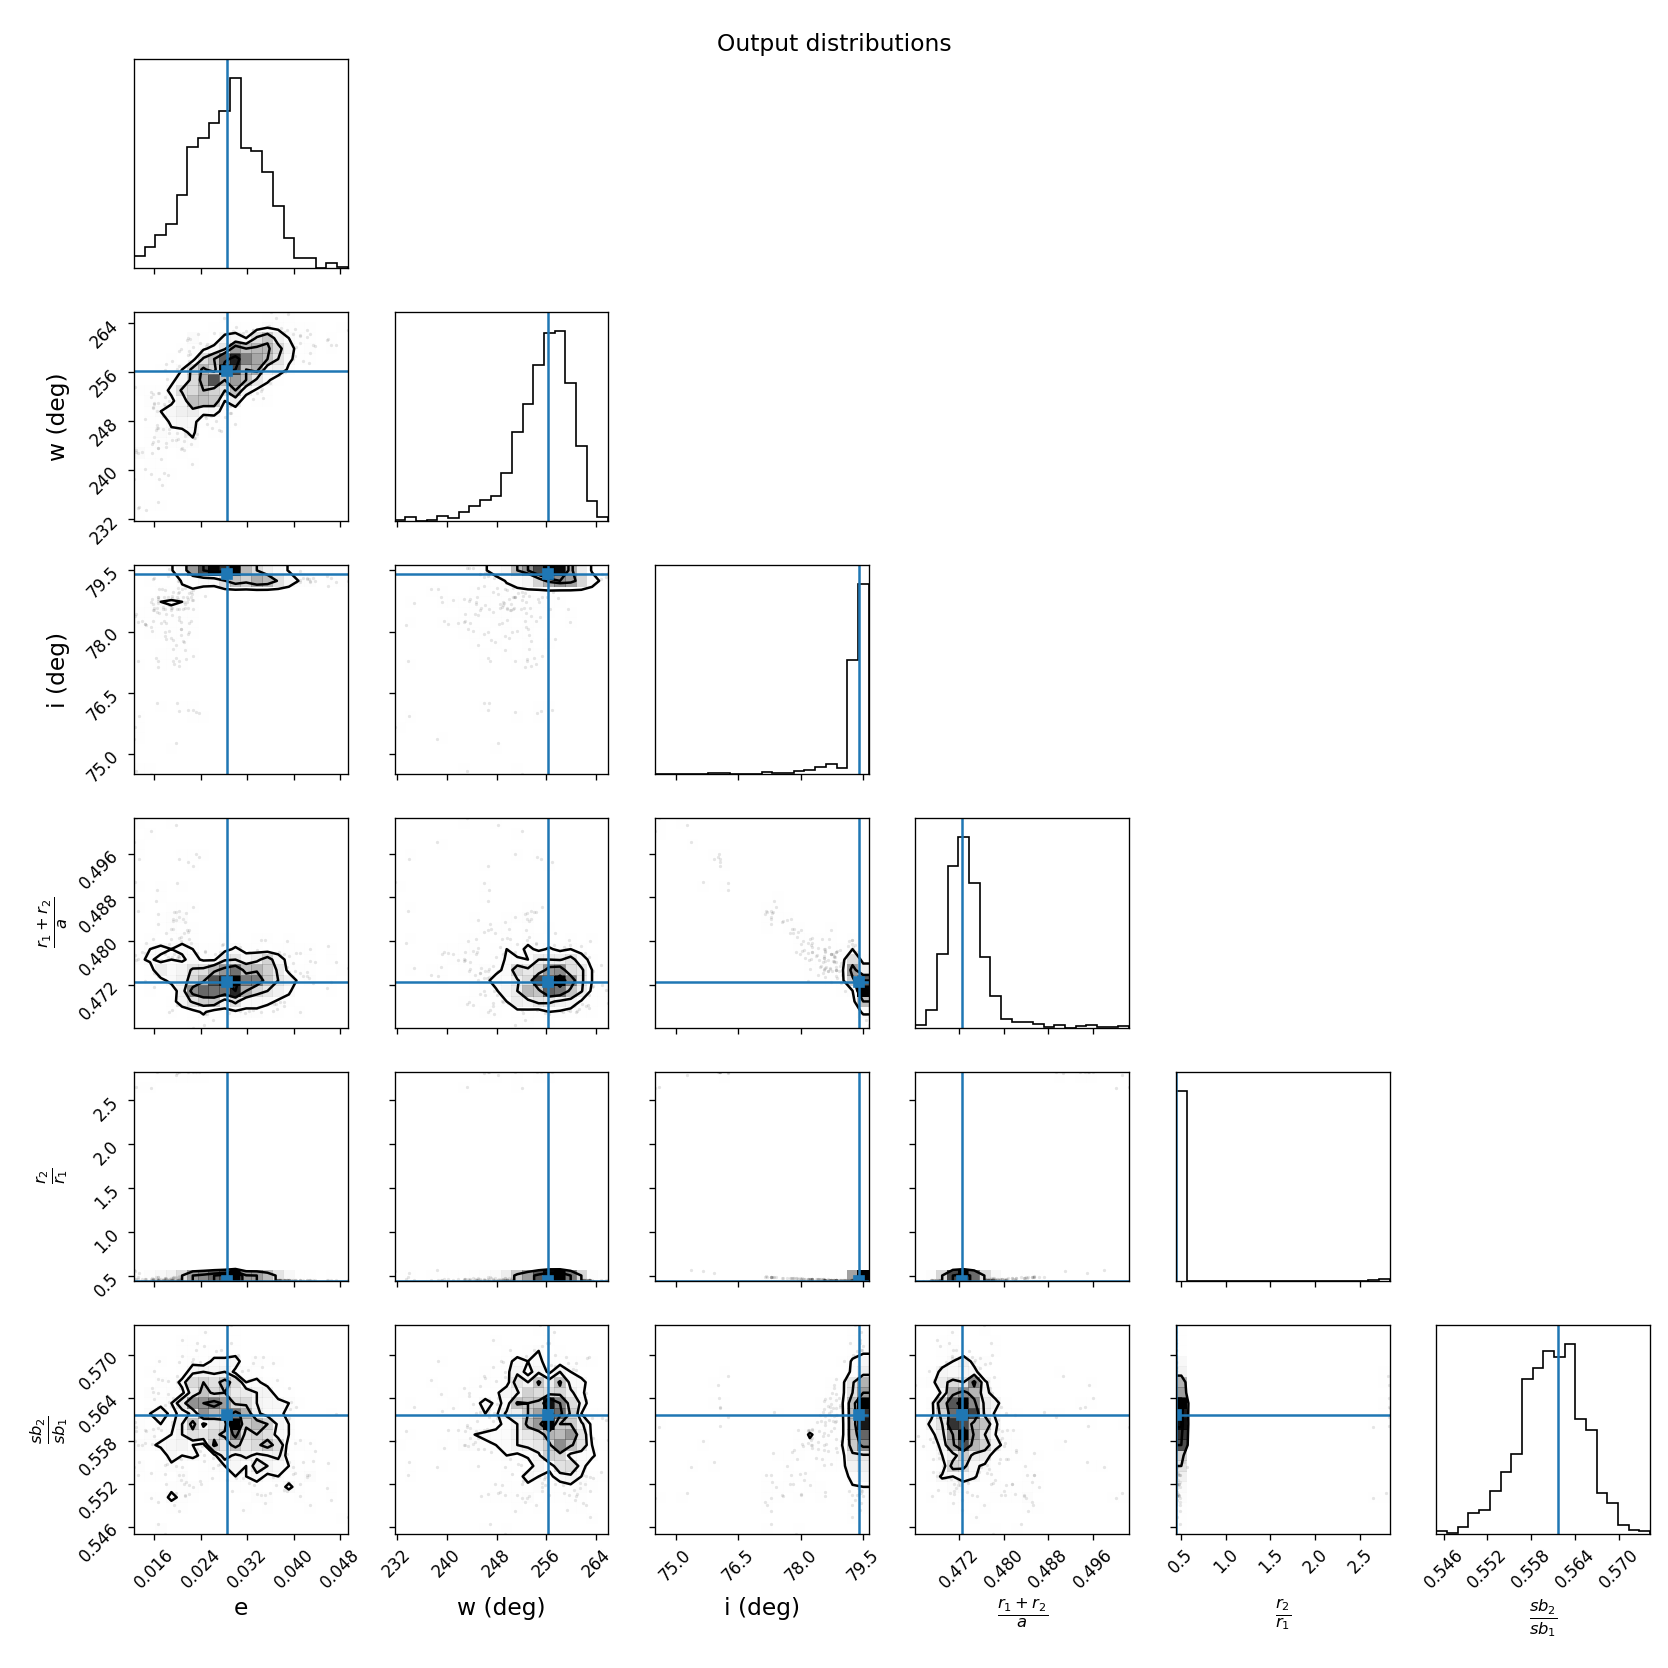 Output distributions
264
256
248
240
232
w (deg)
79.5
78.0
76.5
75.0
i (deg)
0.496
0.488
0.480
0.472
r₁ + r₂
a
2.5
2.0
1.5
1.0
0.5
r₂
r₁
0.570
0.564
0.558
0.552
0.546
sb₂
sb₁
0.016 0.024 0.032 0.040 0.048 232 240 248 256 264 75.0 76.5 78.0 79.5 0.472 0.480 0.488 0.496 0.5 1.0 1.5 2.0 2.5 0.546 0.552 0.558 0.564 0.570
e w (deg) i (deg)
r₁ + r₂
a
r₂
r₁
sb₂
sb₁